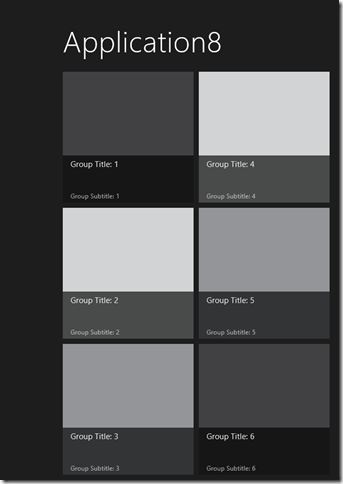 Application8
Group Title: 1
Group Subtitle: 1
Group Title: 4
Group Subtitle: 4
Group Title: 2
Group Subtitle: 2
Group Title: 5
Group Subtitle: 5
Group Title: 3
Group Subtitle: 3
Group Title: 6
Group Subtitle: 6